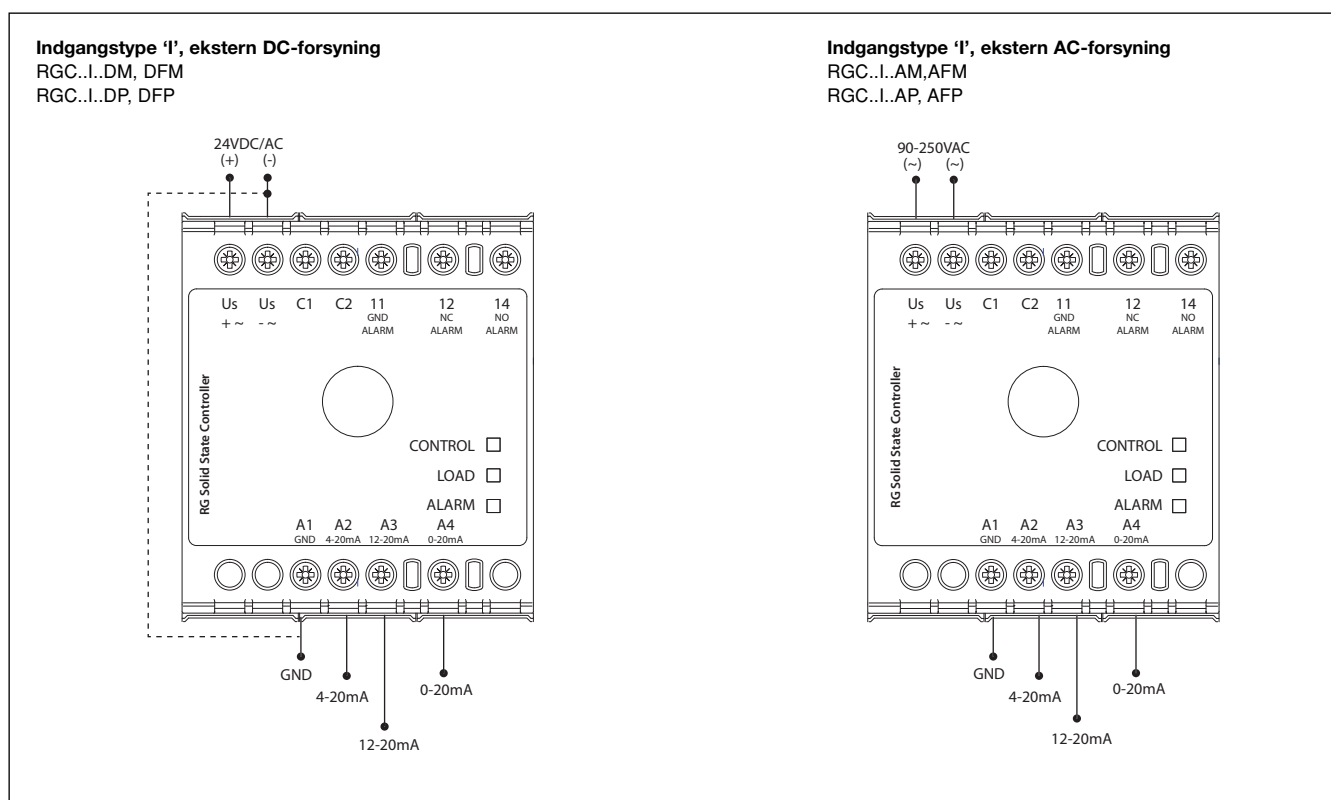 Indgangstype ‘I’, ekstern DC-forsyning
RGC..I..DM, DFM
RGC..I..DP, DFP
24VDC/AC
(+) (-)
Us Us C1 C2 11 12 14
+ ~ - ~ GND NC NO
ALARM ALARM ALARM
RG Solid State Controller
CONTROL
LOAD
ALARM
A1 A2 A3 A4
GND 4-20mA 12-20mA 0-20mA
GND
4-20mA
0-20mA
12-20mA
Indgangstype ‘I’, ekstern AC-forsyning
RGC..I..AM,AFM
RGC..I..AP, AFP
90-250VAC
(~) (~)
Us Us C1 C2 11 12 14
+ ~ - ~ GND NC NO
ALARM ALARM ALARM
RG Solid State Controller
CONTROL
LOAD
ALARM
A1 A2 A3 A4
GND 4-20mA 12-20mA 0-20mA
GND
4-20mA
0-20mA
12-20mA